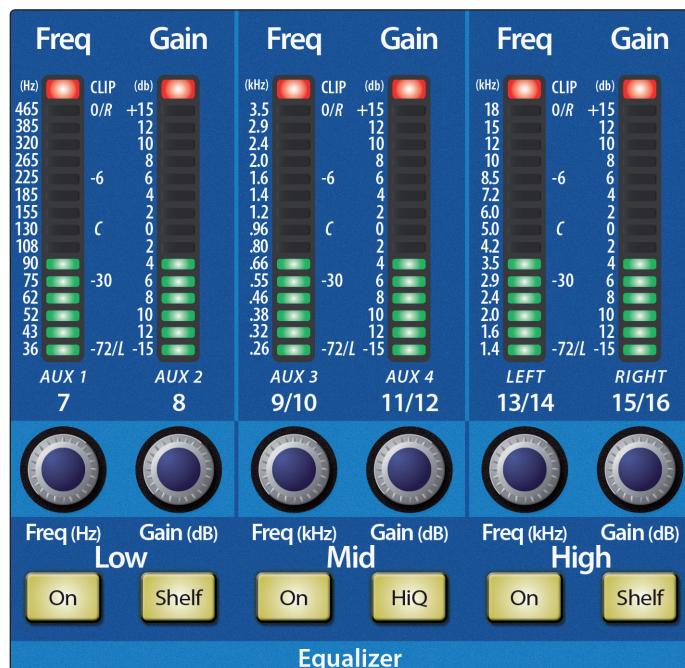 Freq Gain Freq Gain Freq Gain
(Hz) CLIP (db) (kHz) CLIP (db) (kHz) CLIP (db)
465 0/R +15 3.5 0/R +15 18 0/R +15
385 12 2.9 12 15 12
320 10 2.4 10 12 10
265 8 2.0 8 10 8
225 -6 6 1.6 -6 6 8.5 -6 6
185 4 1.4 4 7.2 4
155 2 1.2 2 6.0 2
130 C 0 .96 C 0 5.0 C 0
108 2 .80 2 4.2 2
90 4 .66 4 3.5 4
75 -30 6 .55 -30 6 2.9 -30 6
62 8 .46 8 2.4 8
52 10 .38 10 2.0 10
43 12 .32 12 1.6 12
36 -72/L -15 .26 -72/L -15 1.4 -72/L -15
AUX 1 AUX 2 AUX 3 AUX 4 LEFT RIGHT
7 8 9/10 11/12 13/14 15/16
Freq (Hz) Gain (dB) Freq (kHz) Gain (dB) Freq (kHz) Gain (dB)
Low Mid High
On Shelf On HiQ On Shelf
Equalizer